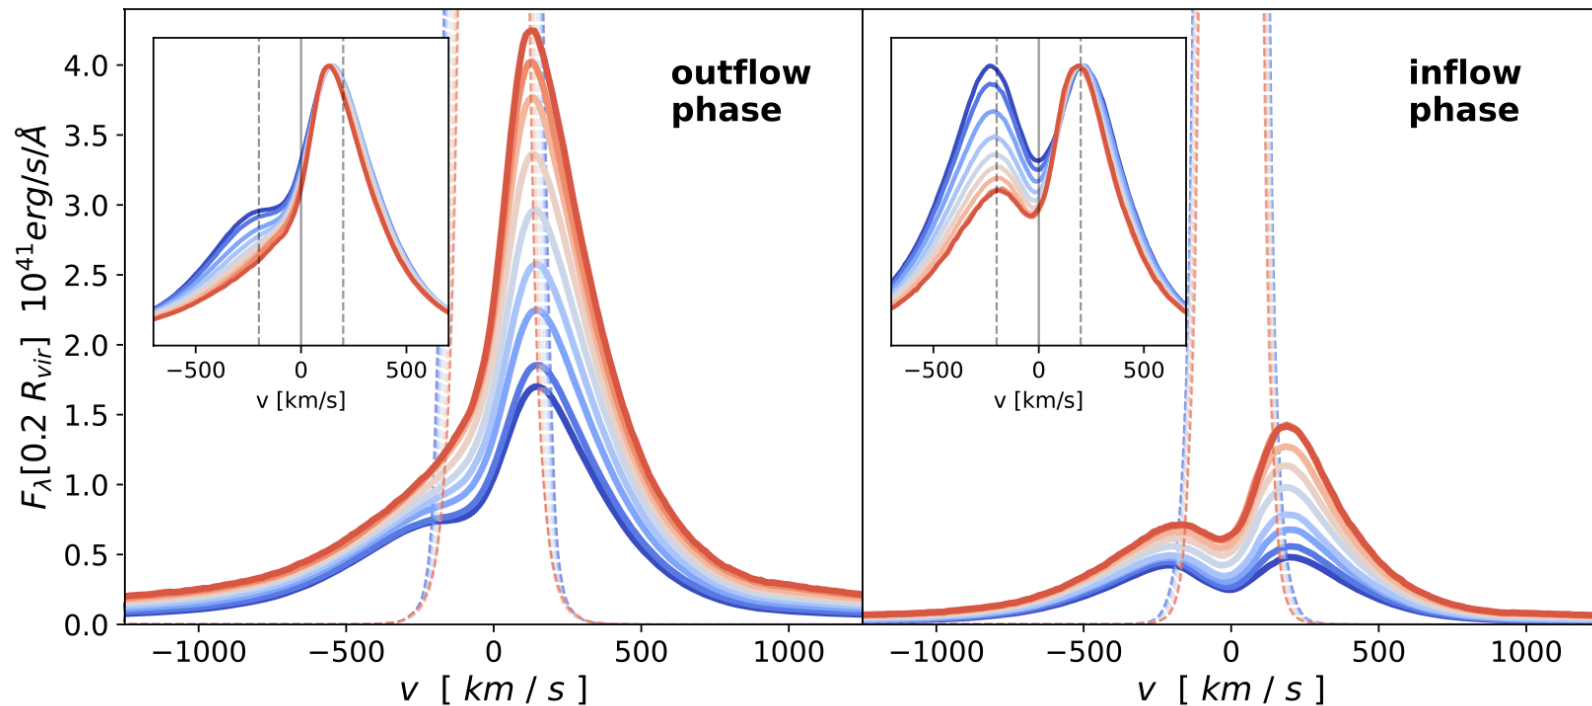 outflow
phase
inflow
phase
F_λ[0.2 R_vir] 10^41 erg/s/Å
4.0
3.5
3.0
2.5
2.0
1.5
1.0
0.5
0.0
−500 0 500
v [km/s]
−500 0 500
v [km/s]
−1000 −500 0 500 1000
−1000 −500 0 500 1000
v [ km / s ]
v [ km / s ]